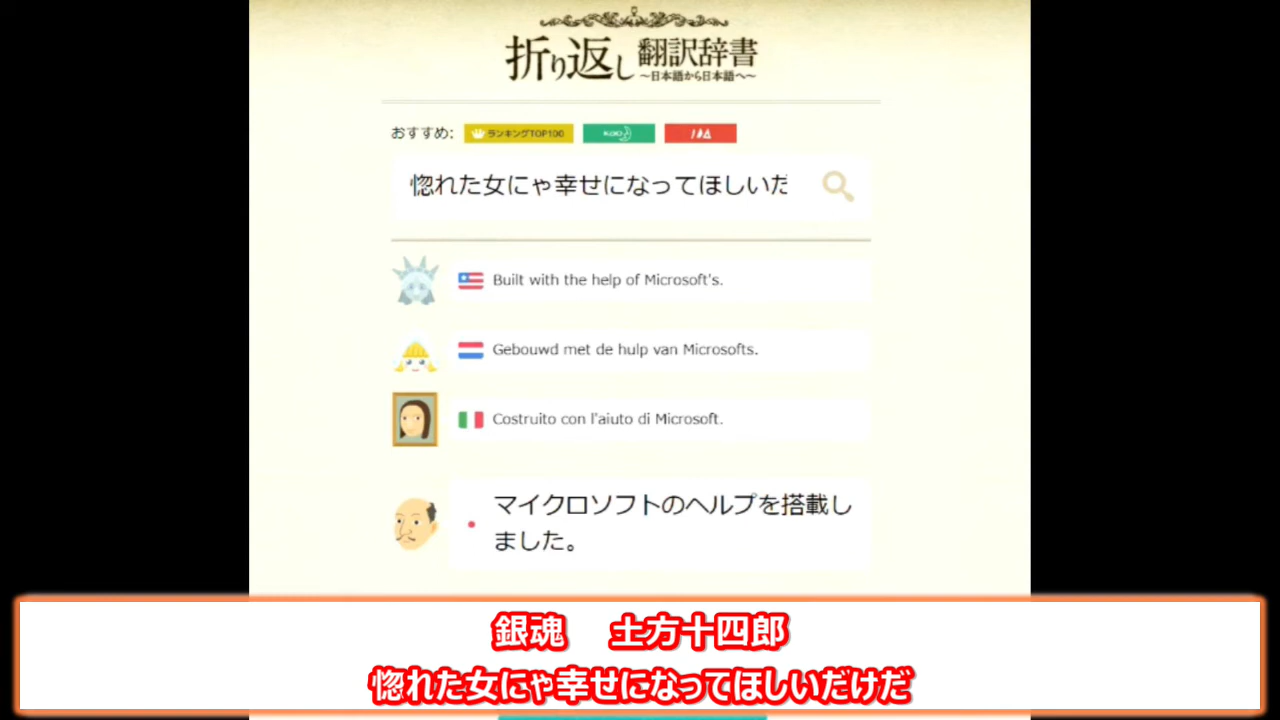 折り返し翻訳辞書
～日本語から日本語へ～
おすすめ: ランキングTOP100
惚れた女にゃ幸せになってほしいだ
Built with the help of Microsoft's.
Gebouwd met de hulp van Microsofts.
Costruito con l'aiuto di Microsoft.
マイクロソフトのヘルプを搭載し
ました。
銀魂 土方十四郎
惚れた女にゃ幸せになってほしいだけだ